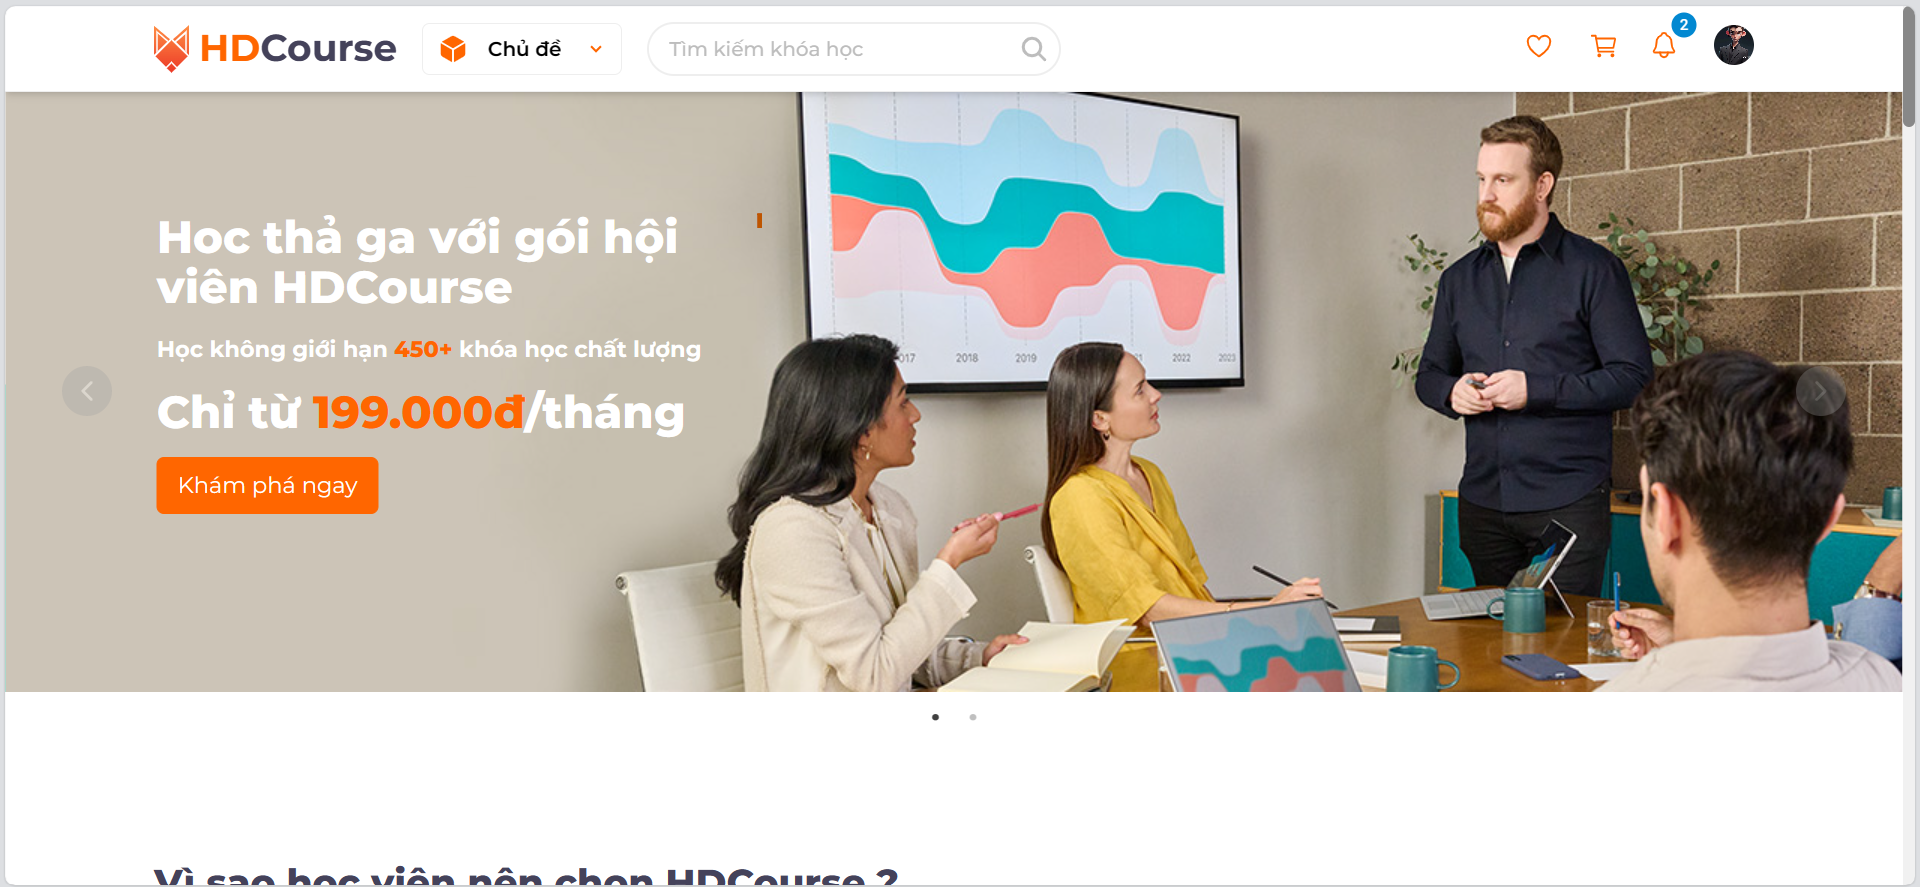 HDCourse
Chủ đề
Tìm kiếm khóa học
2
Hoc thả ga với gói hội
viên HDCourse
Học không giới hạn 450+ khóa học chất lượng
Chỉ từ 199.000đ/tháng
Khám phá ngay
017 2018 2019 21 2022 2023
Vì sao học viên nên chọn HDCourse ?